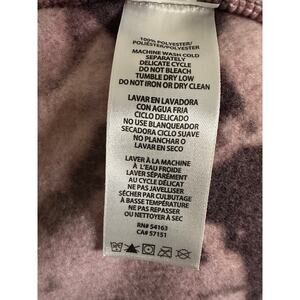 100% POLYESTER/
POLIÉSTER/POLYESTER
MACHINE WASH COLD
SEPARATELY
DELICATE CYCLE
DO NOT BLEACH
TUMBLE DRY LOW
DO NOT IRON OR DRY CLEAN
LAVAR EN LAVADORA
CON AGUA FRIA
CICLO DELICADO
NO USE BLANQUEADOR
SECADORA CICLO SUAVE
NO PLANCHAR O
LAVAR EN SECO
LAVER À LA MACHINE
À L'EAU FROIDE
LAVER SÉPARÉMENT
AU CYCLE DÉLICAT
NE PAS JAVELLISER
SÉCHER PAR CULBUTAGE
À BASSE TEMPÉRATURE
NE PAS REPASSER
OU NETTOYER À SEC
RN# 54163
CA# 57151